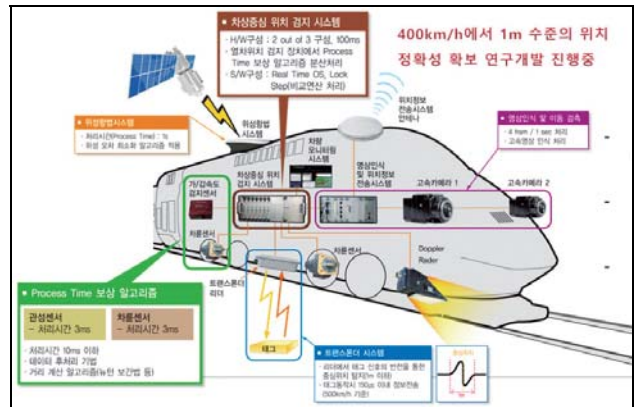 차상중심 위치 검지 시스템
· H/W구성 : 2 out of 3 구성, 100ms
· 열차위치 검지 장치에서 Process
Time 보상 알고리즘 분산처리
· S/W구성 : Real Time OS, Lock
Step(비교연산 처리)
400km/h에서 1m 수준의 위치
정확성 확보 연구개발 진행중
위성항법시스템
· 처리시간(Process Time) : 1s
· 위성 오차 최소화 알고리즘 적용
위성항법
시스템
위치정보
전송시스템
안테나
영상인식 및 이동 검측
· 4 fram / 1 sec 처리
· 고속영상 인식 처리
차량
모니터링
시스템
가/감속도
검지센서
차상중심 위치
검지 시스템
영상인식
및 위치정보
전송시스템
고속카메라 1
고속카메라 2
차륜센서
차륜센서
Doppler
Rader
트랜스폰더
리더
태그
Process Time 보상 알고리즘
관성센서
- 처리시간 3ms
차륜센서
- 처리시간 3ms
· 처리시간 10ms 이하
· 데이터 후처리 기법
· 거리 계산 알고리즘(뉴턴 보간법 등)
트랜스폰더 시스템
· 리더에서 태그 신호의 반전을 통한
중심위치 탐지(1m 이하)
· 태그동작시 150μs 이내 정보전송
(500km/h 기준)
중심위치